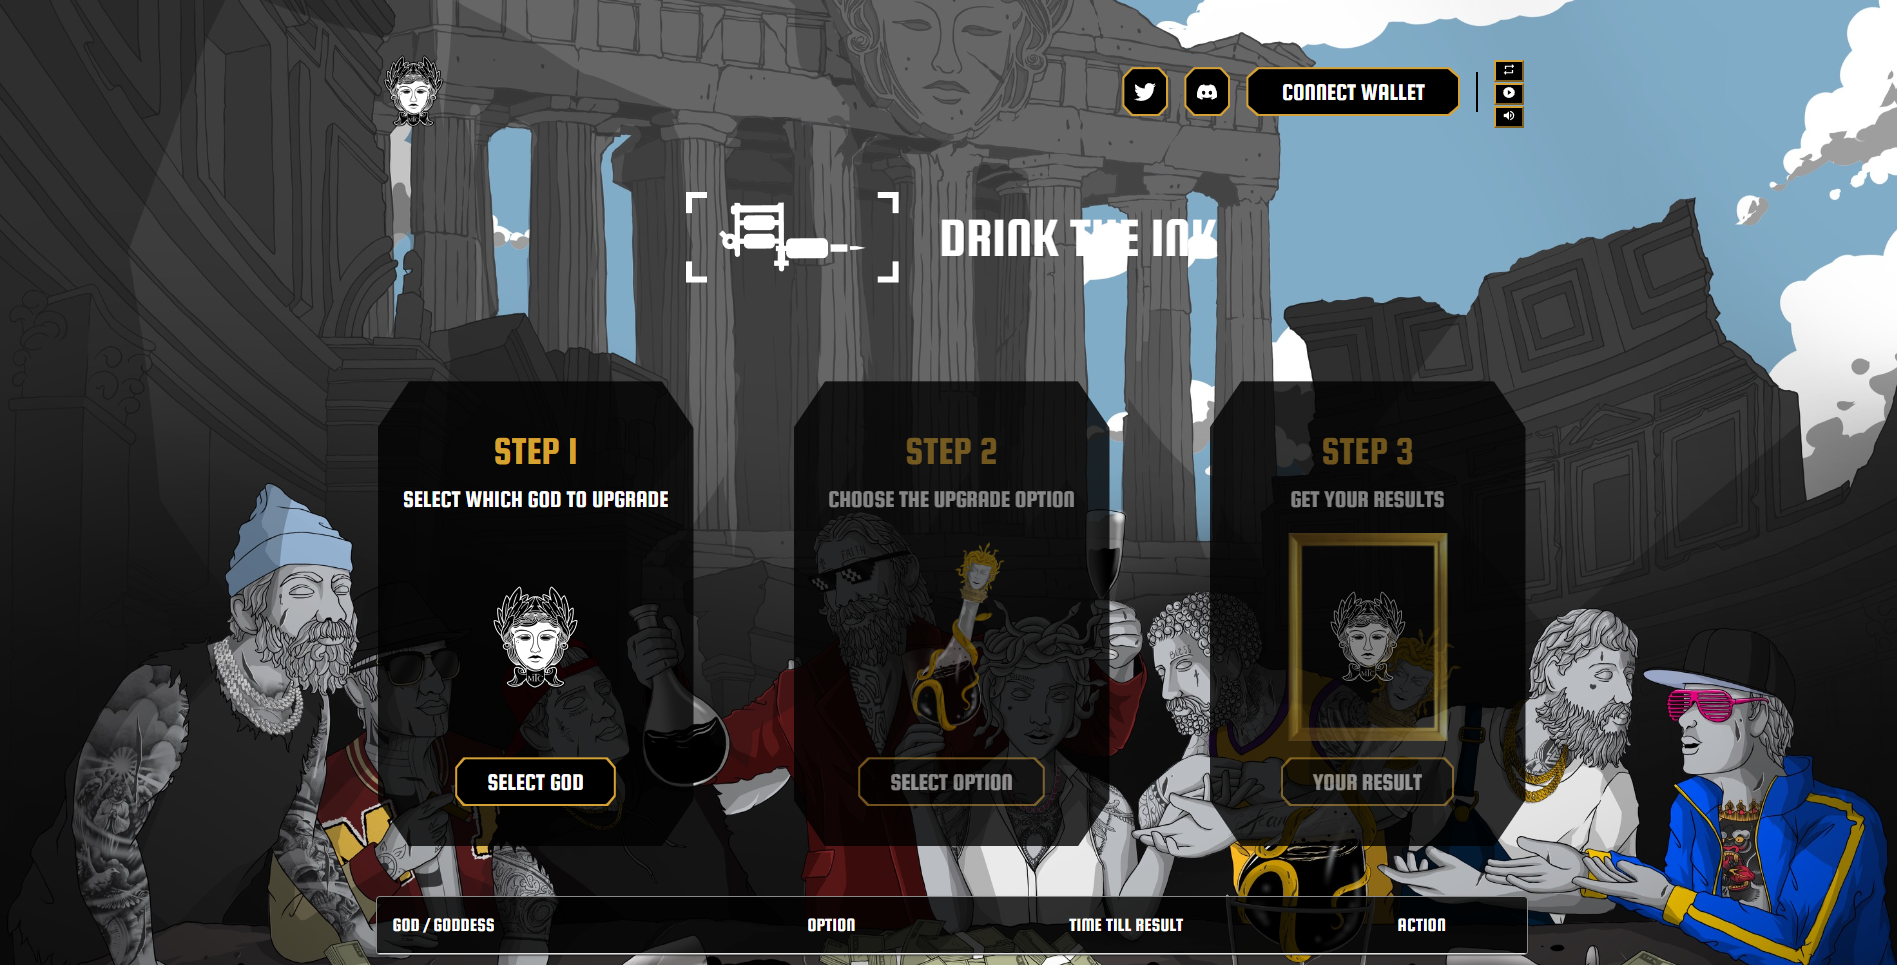 CONNECT WALLET
DRINK THE INK
STEP 1
SELECT WHICH GOD TO UPGRADE
SELECT GOD
STEP 2
CHOOSE THE UPGRADE OPTION
FAITH
SELECT OPTION
STEP 3
GET YOUR RESULTS
YOUR RESULT
GOD / GODDESS
OPTION
TIME TILL RESULT
ACTION